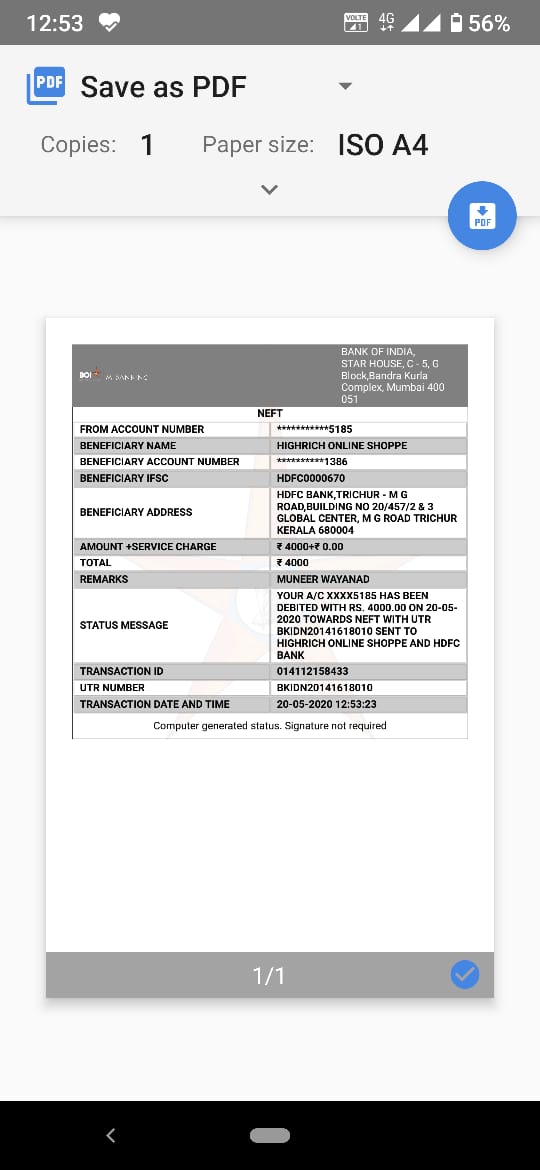 12:53 VOLTE 1 4G 56%
PDF Save as PDF
Copies: 1 Paper size: ISO A4
PDF
BANK OF INDIA,
STAR HOUSE, C - 5, G
Block,Bandra Kurla
Complex, Mumbai 400
051
BOI M BANKING
NEFT
FROM ACCOUNT NUMBER ***********5185
BENEFICIARY NAME HIGHRICH ONLINE SHOPPE
BENEFICIARY ACCOUNT NUMBER **********1386
BENEFICIARY IFSC HDFC0000670
BENEFICIARY ADDRESS
HDFC BANK,TRICHUR - M G
ROAD,BUILDING NO 20/457/2 & 3
GLOBAL CENTER, M G ROAD TRICHUR
KERALA 680004
AMOUNT +SERVICE CHARGE ₹ 4000+₹ 0.00
TOTAL ₹ 4000
REMARKS MUNEER WAYANAD
STATUS MESSAGE
YOUR A/C XXXX5185 HAS BEEN
DEBITED WITH RS. 4000.00 ON 20-05-
2020 TOWARDS NEFT WITH UTR
BKIDN20141618010 SENT TO
HIGHRICH ONLINE SHOPPE AND HDFC
BANK
TRANSACTION ID 014112158433
UTR NUMBER BKIDN20141618010
TRANSACTION DATE AND TIME 20-05-2020 12:53:23
Computer generated status. Signature not required
1/1